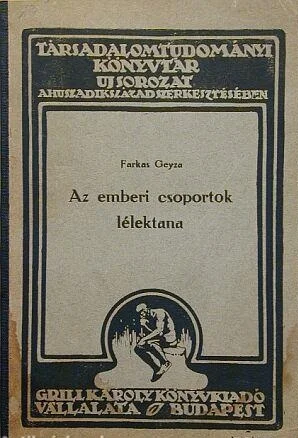 TÁRSADALOMTUDOMÁNYI
KÖNYVTÁR
UJ SOROZAT
A HUSZADIK SZÁZAD SZERKESZTÉSÉBEN
Farkas Geyza
Az emberi csoportok
lélektana
GRILL KÁROLY KÖNYVKIADÓ
VÁLLALATA BUDAPEST